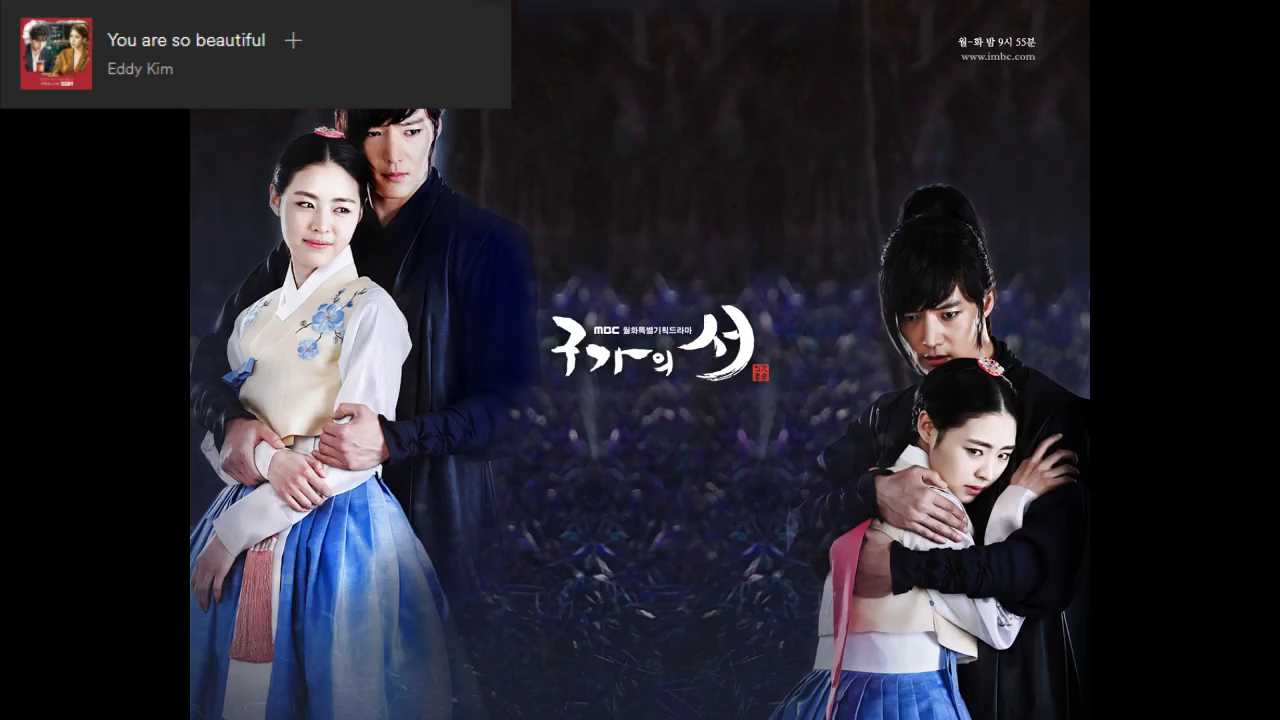 You are so beautiful
Eddy Kim
월-화 밤 9시 55분
www.imbc.com
MBC 월화특별기획드라마
구가의 서